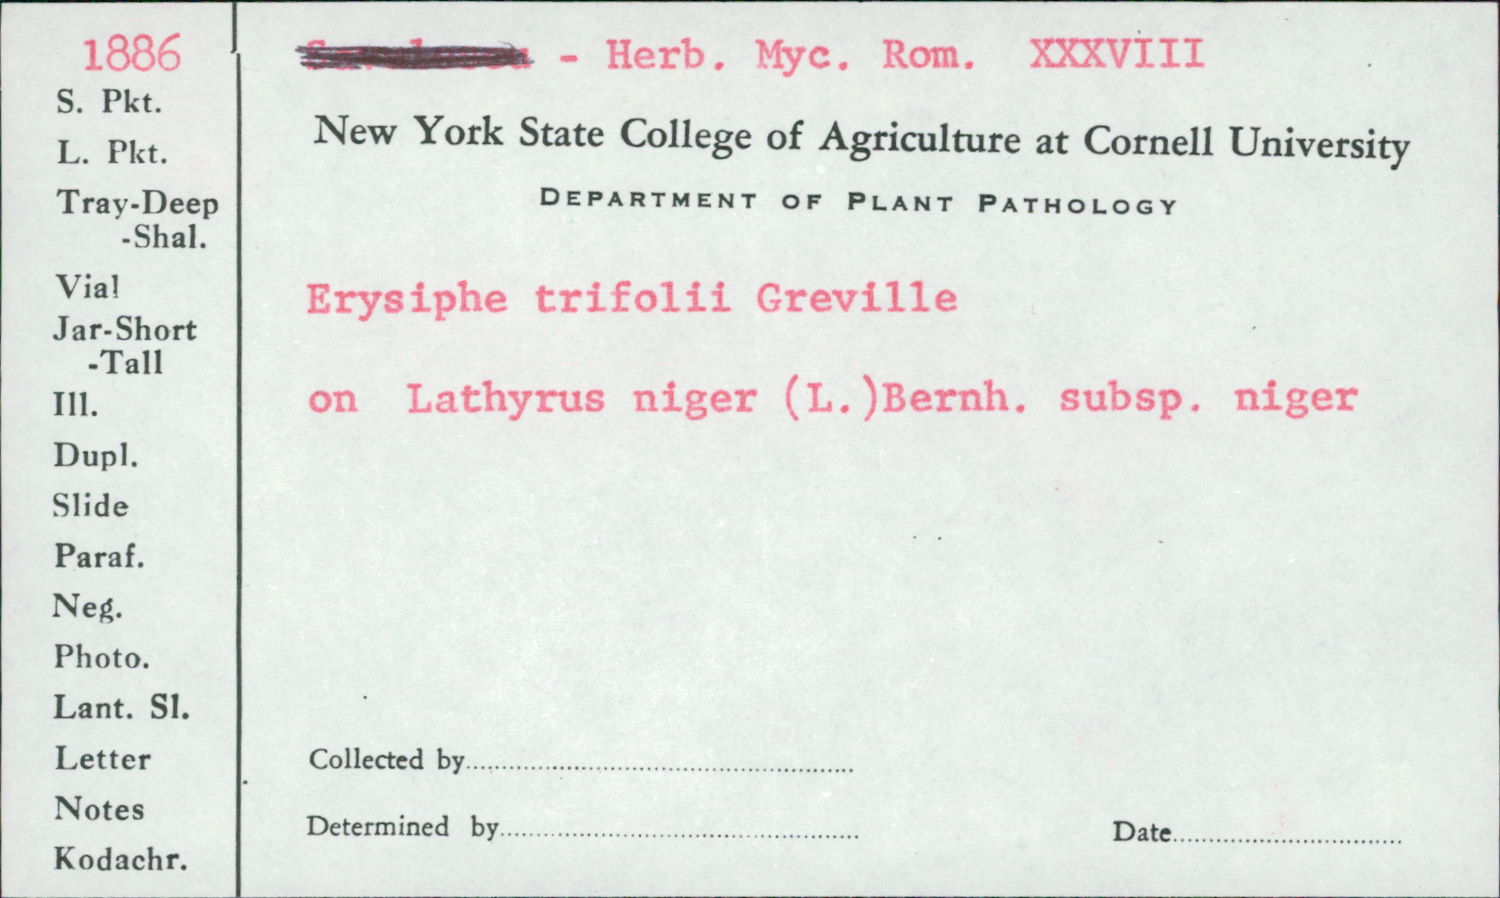 1886
S. Pkt.
L. Pkt.
Tray-Deep
-Shal.
Vial
Jar-Short
-Tall
Ill.
Dupl.
Slide
Paraf.
Neg.
Photo.
Lant. Sl.
Letter
Notes
Kodachr.
- Herb. Myc. Rom. XXXVIII
New York State College of Agriculture at Cornell University
DEPARTMENT OF PLANT PATHOLOGY
Erysiphe trifolii Greville
on Lathyrus niger (L.)Bernh. subsp. niger
Collected by
Determined by
Date